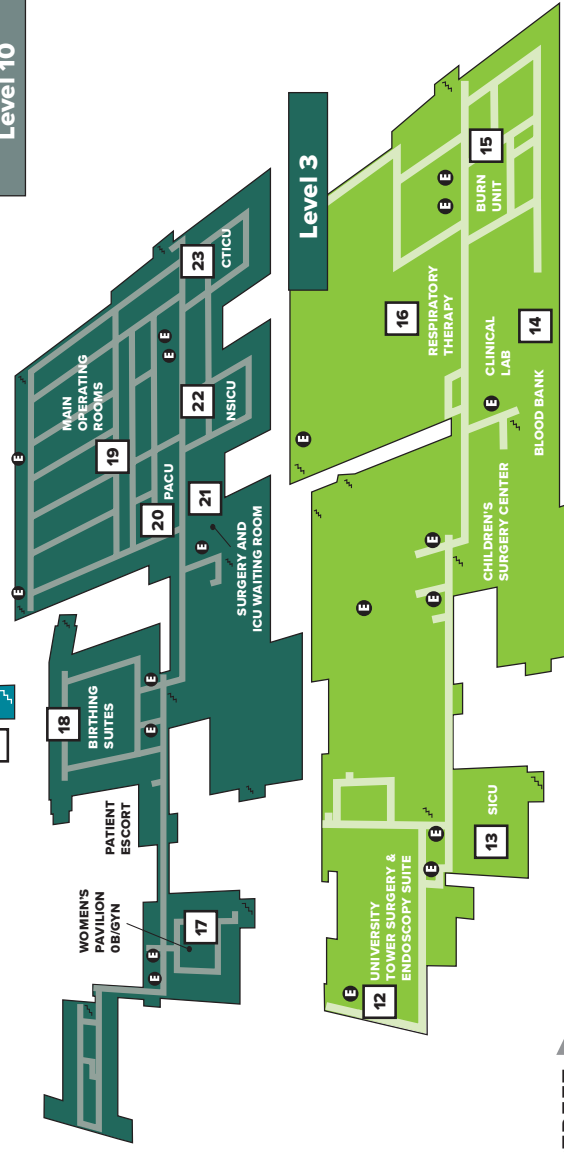 Level 10
Level 3
MAIN
OPERATING
ROOMS
19
20
PACU
21
SURGERY AND
ICU WAITING ROOM
22
NSICU
23
CTICU
E
E
E
E
E
18
BIRTHING
SUITES
E
E
PATIENT
ESCORT
WOMEN'S
PAVILION
0B/GYN
17
E
E
12
UNIVERSITY
TOWER SURGERY &
ENDOSCOPY SUITE
E
E
E
13
SICU
E
E
E
CHILDREN'S
SURGERY CENTER
BLOOD BANK
14
CLINICAL
LAB
E
E
16
RESPIRATORY
THERAPY
15
BURN
UNIT
E
E